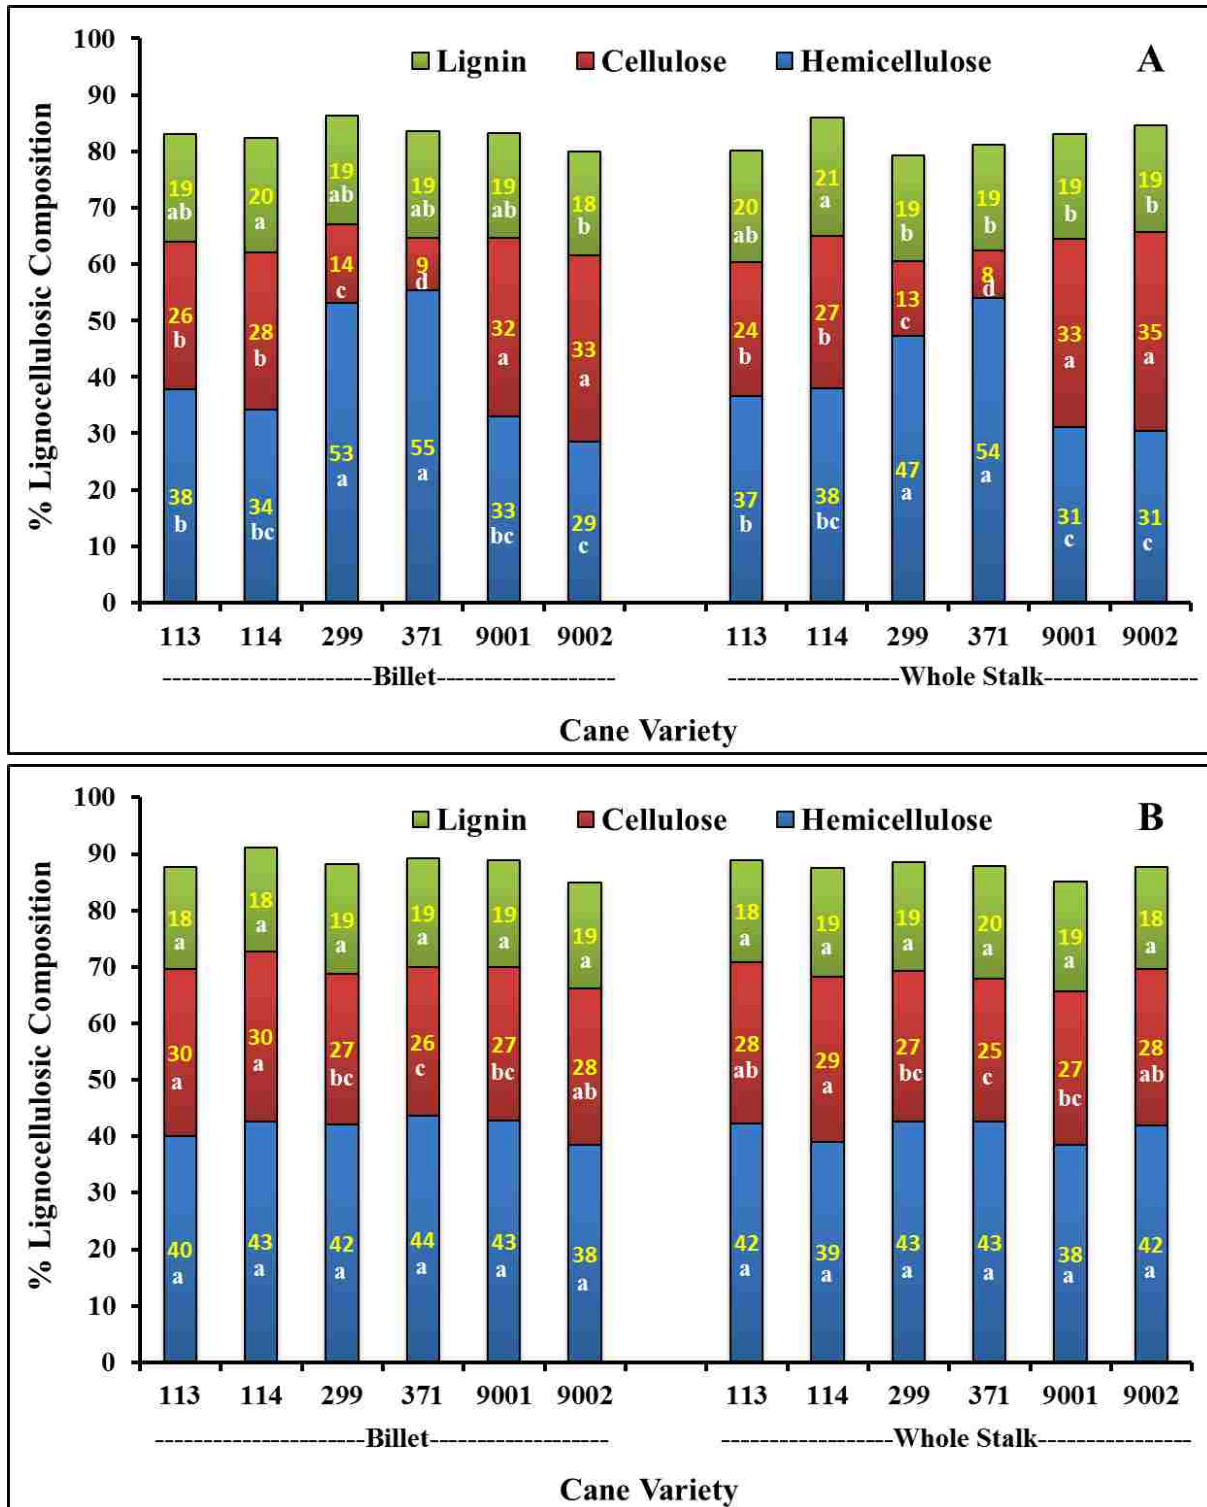 100
Lignin Cellulose Hemicellulose A
90
80
70
60
50
40
30
20
10
0
% Lignocellulosic Composition
19 20 19 19 19 18 20 21 19 19 19 19
ab a ab ab ab b ab a b b b b
26 28 14 9 32 33 24 27 13 8 33 35
b b c d a a b b c d a a
38 34 53 55 33 29 37 38 47 54 31 31
b bc a a bc c b bc a a c c
113 114 299 371 9001 9002 113 114 299 371 9001 9002
----------------------Billet------------------- ------------------Whole Stalk----------------
Cane Variety
100
Lignin Cellulose Hemicellulose B
90
80
70
60
50
40
30
20
10
0
% Lignocellulosic Composition
18 18 19 19 19 19 18 19 19 20 19 18
a a a a a a a a a a a a
30 30 27 26 27 28 28 29 27 25 27 28
a a bc c bc ab ab a bc c bc ab
40 43 42 44 43 38 42 39 43 43 38 42
a a a a a a a a a a a a
113 114 299 371 9001 9002 113 114 299 371 9001 9002
----------------------Billet------------------- ------------------Whole Stalk----------------
Cane Variety